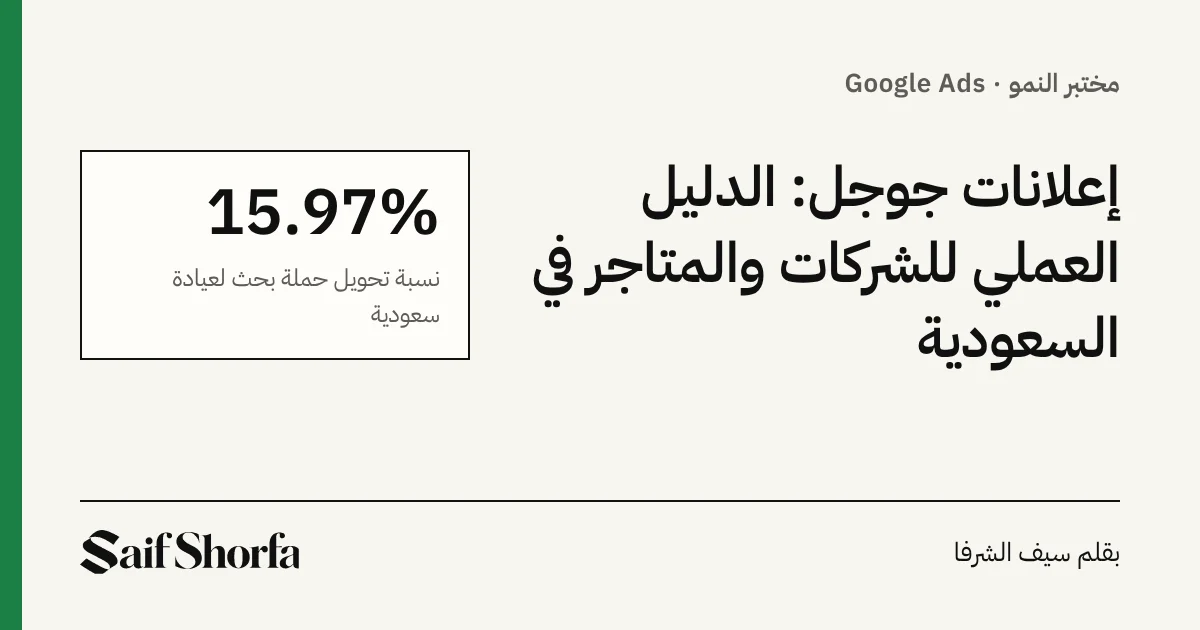 مختبر النمو · Google Ads
إعلانات جوجل: الدليل
العملي للشركات والمتاجر في
السعودية
15.97%
نسبة تحويل حملة بحث لعيادة
سعودية
بقلم سيف الشرفا
Saif Shorfa